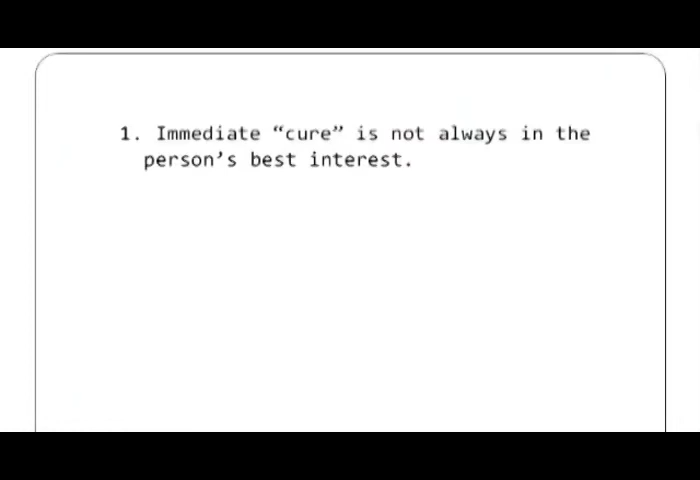 1. Immediate “cure” is not always in the
person’s best interest.